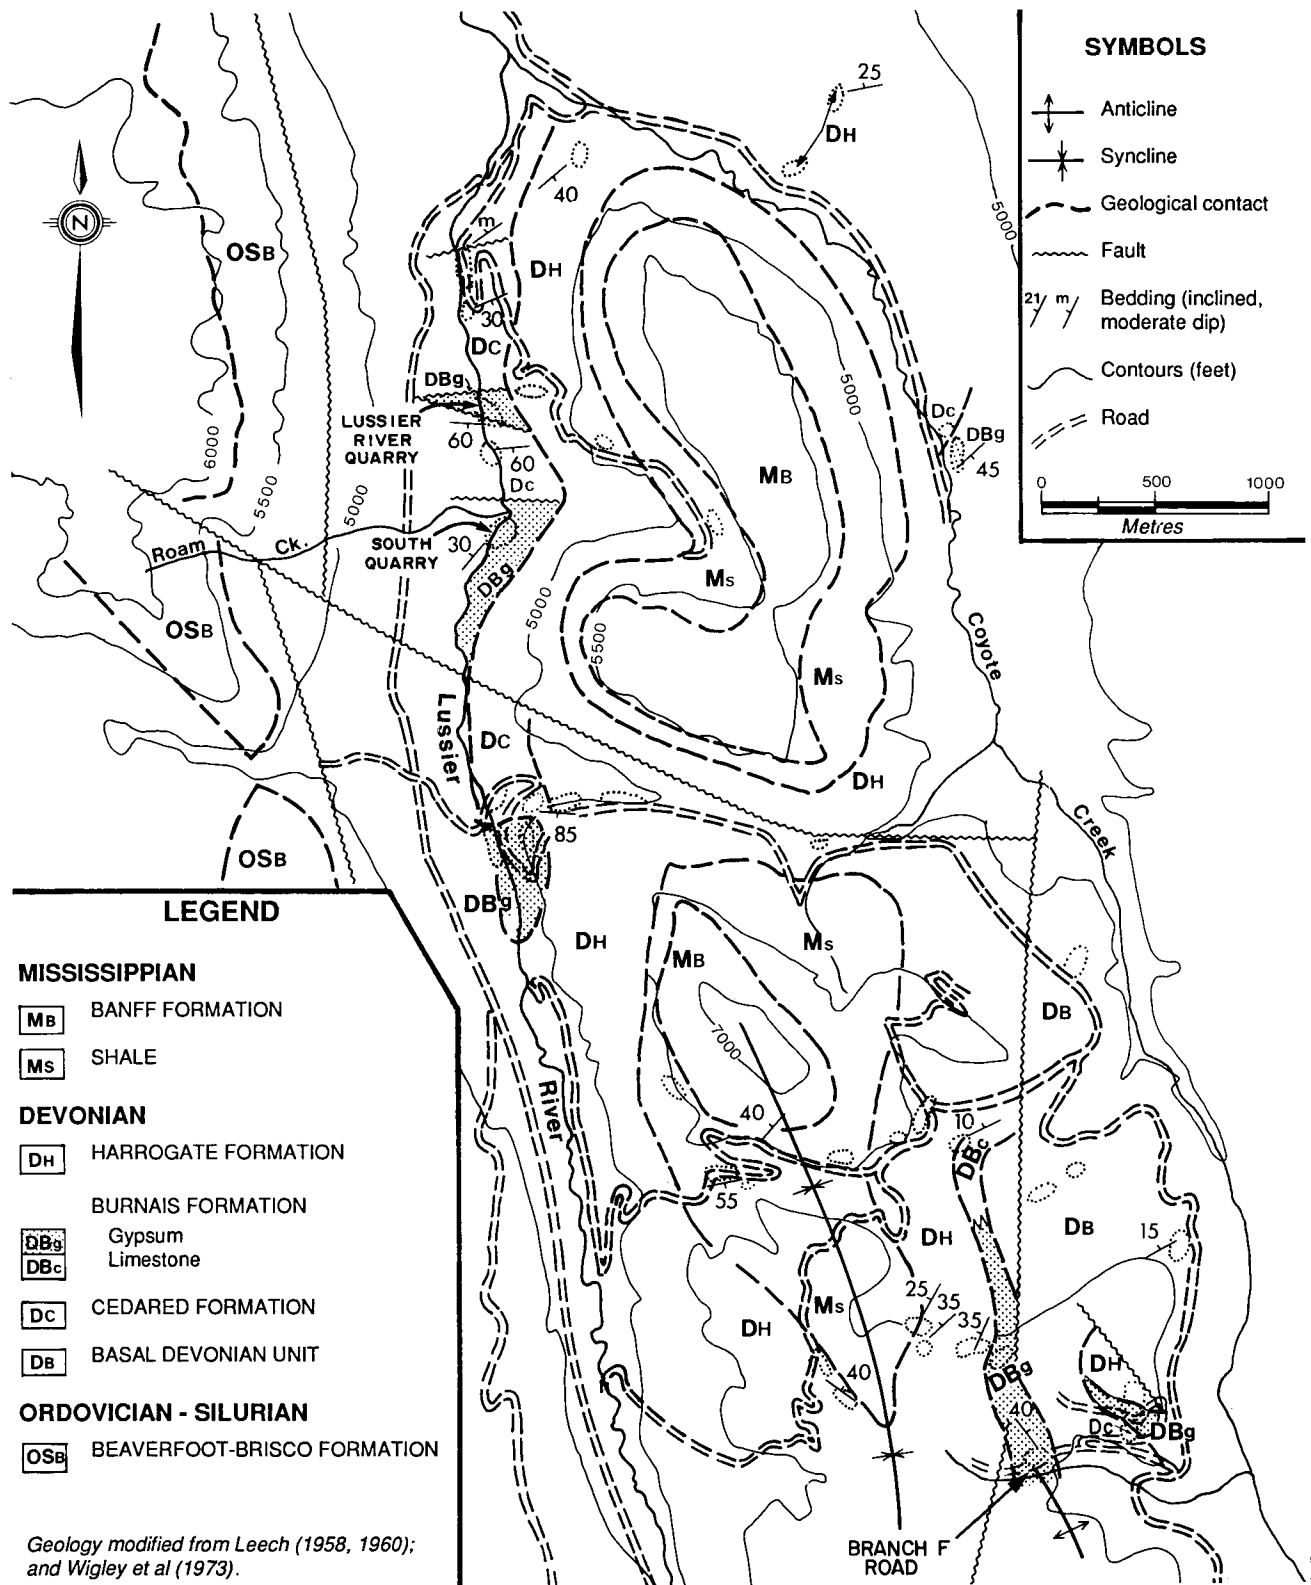 25
DH
5000
N
OSB
40
m
DH
30
DC
DBg
LUSSIER
RIVER
QUARRY
60
60
Dc
6000
5500
5000
SOUTH
QUARRY
30
Roam Ck.
DBg
5000
MB
5000
Dc
DBg
45
Ms
OSB
5500
Ms
Coyote
Lussier
DC
DH
85
OSB
Creek
DBg
DH
MB
Ms
7000
DB
River
40
10
DBc
55
DH
DB
15
Ms
25
35
35
DH
40
DBg
40
DH
Dc
DBg
BRANCH F
ROAD
SYMBOLS
Anticline
Syncline
Geological contact
Fault
21 m Bedding (inclined,
moderate dip)
Contours (feet)
Road
0 500 1000
Metres
LEGEND
MISSISSIPPIAN
MB BANFF FORMATION
Ms SHALE
DEVONIAN
DH HARROGATE FORMATION
BURNAIS FORMATION
DBg Gypsum
DBc Limestone
DC CEDARED FORMATION
DB BASAL DEVONIAN UNIT
ORDOVICIAN - SILURIAN
OSB BEAVERFOOT-BRISCO FORMATION
Geology modified from Leech (1958, 1960);
and Wigley et al (1973).